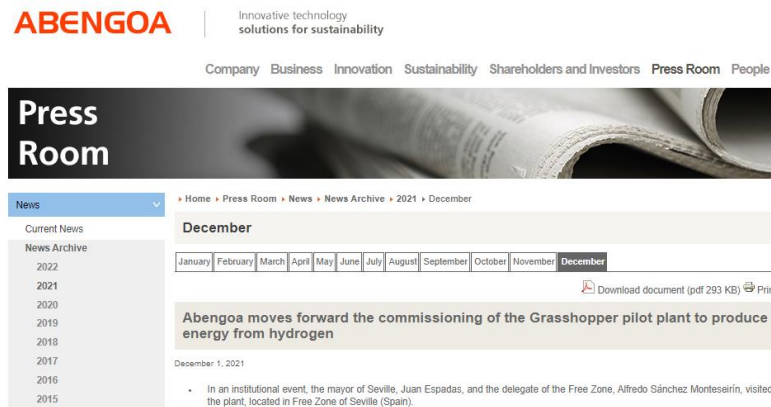 ABENGOA
Innovative technology
solutions for sustainability
Company Business Innovation Sustainability Shareholders and Investors Press Room People
Press
Room
News
Home Press Room News News Archive 2021 December
Current News
December
News Archive
2022
January February March April May June July August September October November December
2021
Download document (pdf 293 KB)
2020
2019
Abengoa moves forward the commissioning of the Grasshopper pilot plant to produce
energy from hydrogen
2018
2017
December 1, 2021
2016
2015
In an institutional event, the mayor of Seville, Juan Espadas, and the delegate of the Free Zone, Alfredo Sánchez Monteseirín, visited
the plant, located in Free Zone of Seville (Spain).